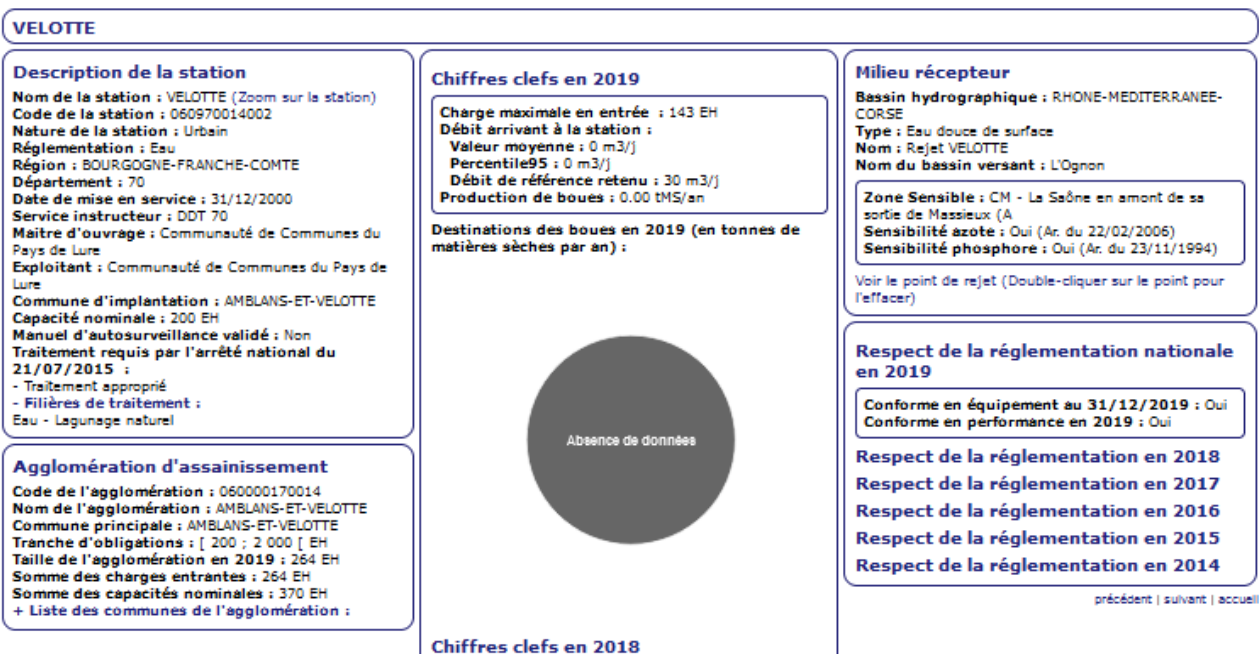 VELOTTE
Description de la station
Nom de la station : VELOTTE (Zoom sur la station)
Code de la station : 060970014002
Nature de la station : Urbain
Réglementation : Eau
Région : BOURGOGNE-FRANCHE-COMTE
Département : 70
Date de mise en service : 31/12/2000
Service instructeur : DDT 70
Maitre d'ouvrage : Communauté de Communes du
Pays de Lure
Exploitant : Communauté de Communes du Pays de
Lure
Commune d'implantation : AMBLANS-ET-VELOTTE
Capacité nominale : 200 EH
Manuel d'autosurveillance validé : Non
Traitement requis par l'arrêté national du
21/07/2015 :
- Traitement approprié
- Filières de traitement :
Eau - Lagunage naturel
Agglomération d'assainissement
Code de l'agglomération : 060000170014
Nom de l'agglomération : AMBLANS-ET-VELOTTE
Commune principale : AMBLANS-ET-VELOTTE
Tranche d'obligations : [ 200 ; 2 000 [ EH
Taille de l'agglomération en 2019 : 264 EH
Somme des charges entrantes : 264 EH
Somme des capacités nominales : 370 EH
+ Liste des communes de l'agglomération :
Chiffres clefs en 2019
Charge maximale en entrée : 143 EH
Débit arrivant à la station :
Valeur moyenne : 0 m3/j
Percentile95 : 0 m3/j
Débit de référence retenu : 30 m3/j
Production de boues : 0.00 tMS/an
Destinations des boues en 2019 (en tonnes de
matières sèches par an) :
Absence de données
Chiffres clefs en 2018
Milieu récepteur
Bassin hydrographique : RHONE-MEDITERRANEE-
CORSE
Type : Eau douce de surface
Nom : Rejet VELOTTE
Nom du bassin versant : L'Ognon
Zone Sensible : CM - La Saône en amont de sa
sortie de Massieux (A
Sensibilité azote : Oui (Ar. du 22/02/2006)
Sensibilité phosphore : Oui (Ar. du 23/11/1994)
Voir le point de rejet (Double-cliquer sur le point pour
l'effacer)
Respect de la réglementation nationale
en 2019
Conforme en équipement au 31/12/2019 : Oui
Conforme en performance en 2019 : Oui
Respect de la réglementation en 2018
Respect de la réglementation en 2017
Respect de la réglementation en 2016
Respect de la réglementation en 2015
Respect de la réglementation en 2014
précédent | suivant | accueil